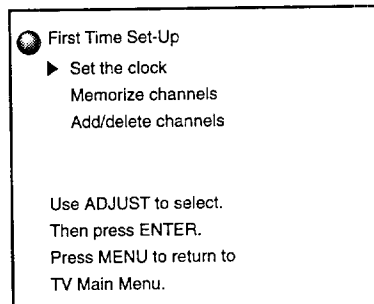 First Time Set-Up
Set the clock
Memorize channels
Add/delete channels
Use ADJUST to select.
Then press ENTER.
Press MENU to return to
TV Main Menu.